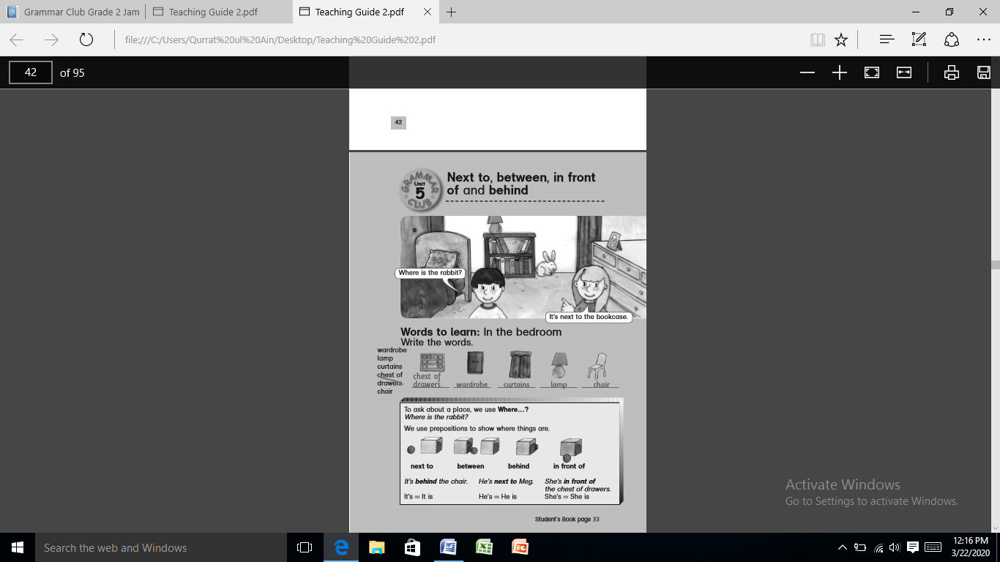 Grammar Club Grade 2 Jam
Teaching Guide 2.pdf
Teaching Guide 2.pdf
file:///C:/Users/Qurrat%20ul%20Ain/Desktop/Teaching%20Guide%202.pdf
42 of 95
42
GRAMMAR
Unit
5
CLUB
Next to, between, in front
of and behind
Where is the rabbit?
It's next to the bookcase.
Words to learn: In the bedroom
Write the words.
wardrobe
lamp
curtains
chest of
drawers
chair
chest of
drawers wardrobe curtains lamp chair
To ask about a place, we use Where...?
Where is the rabbit?
We use prepositions to show where things are.
next to between behind in front of
It's behind the chair. He's next to Meg. She's in front of
the chest of drawers.
It's = It is He's = He is She's = She is
Student's Book page 33
Activate Windows
Go to Settings to activate Windows.
Search the web and Windows
12:16 PM
3/22/2020